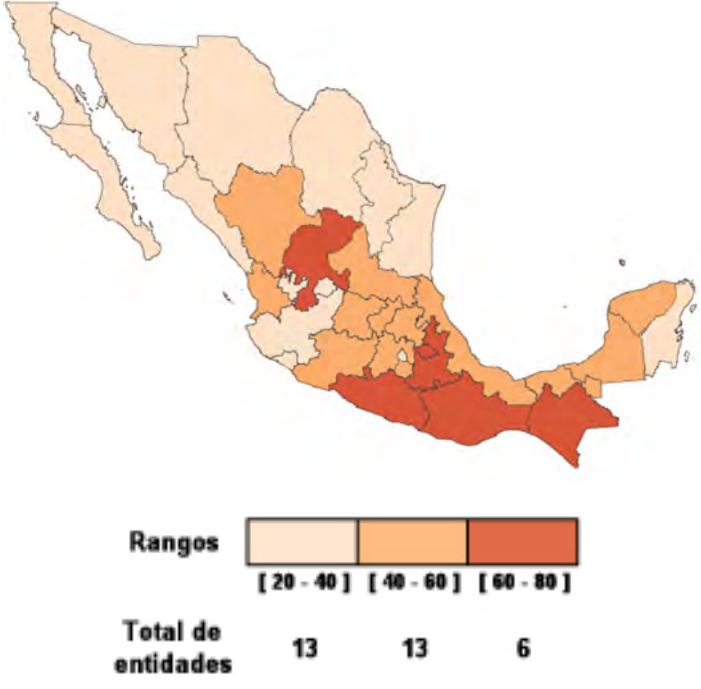 Rangos
[ 20 - 40 ] [ 40 - 60 ] [ 60 - 80 ]
Total de
entidades
13 13 6